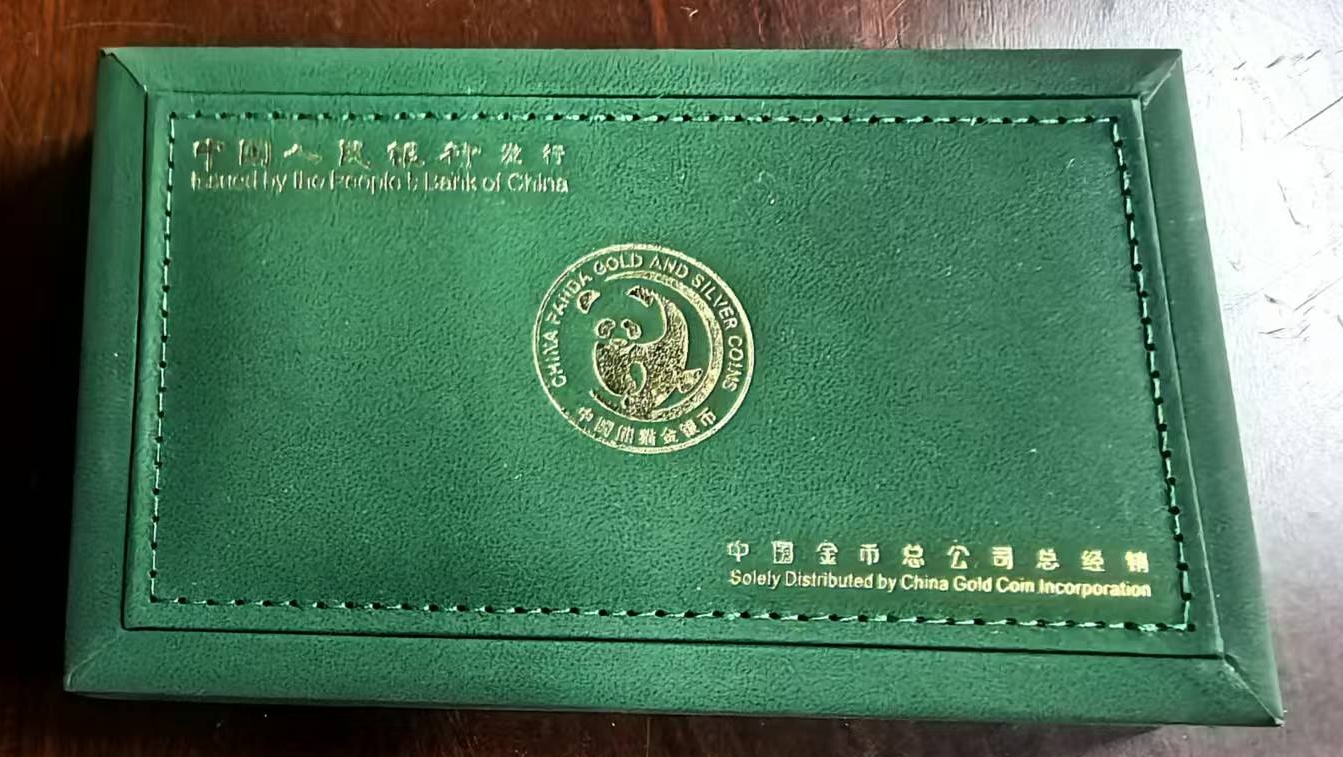 中国人民银行发行
Issued by the People's Bank of China
CHINA PANDA GOLD AND SILVER COINS
中国熊猫金银币
中国金币总公司总经销
Solely Distributed by China Gold Coin Incorporation